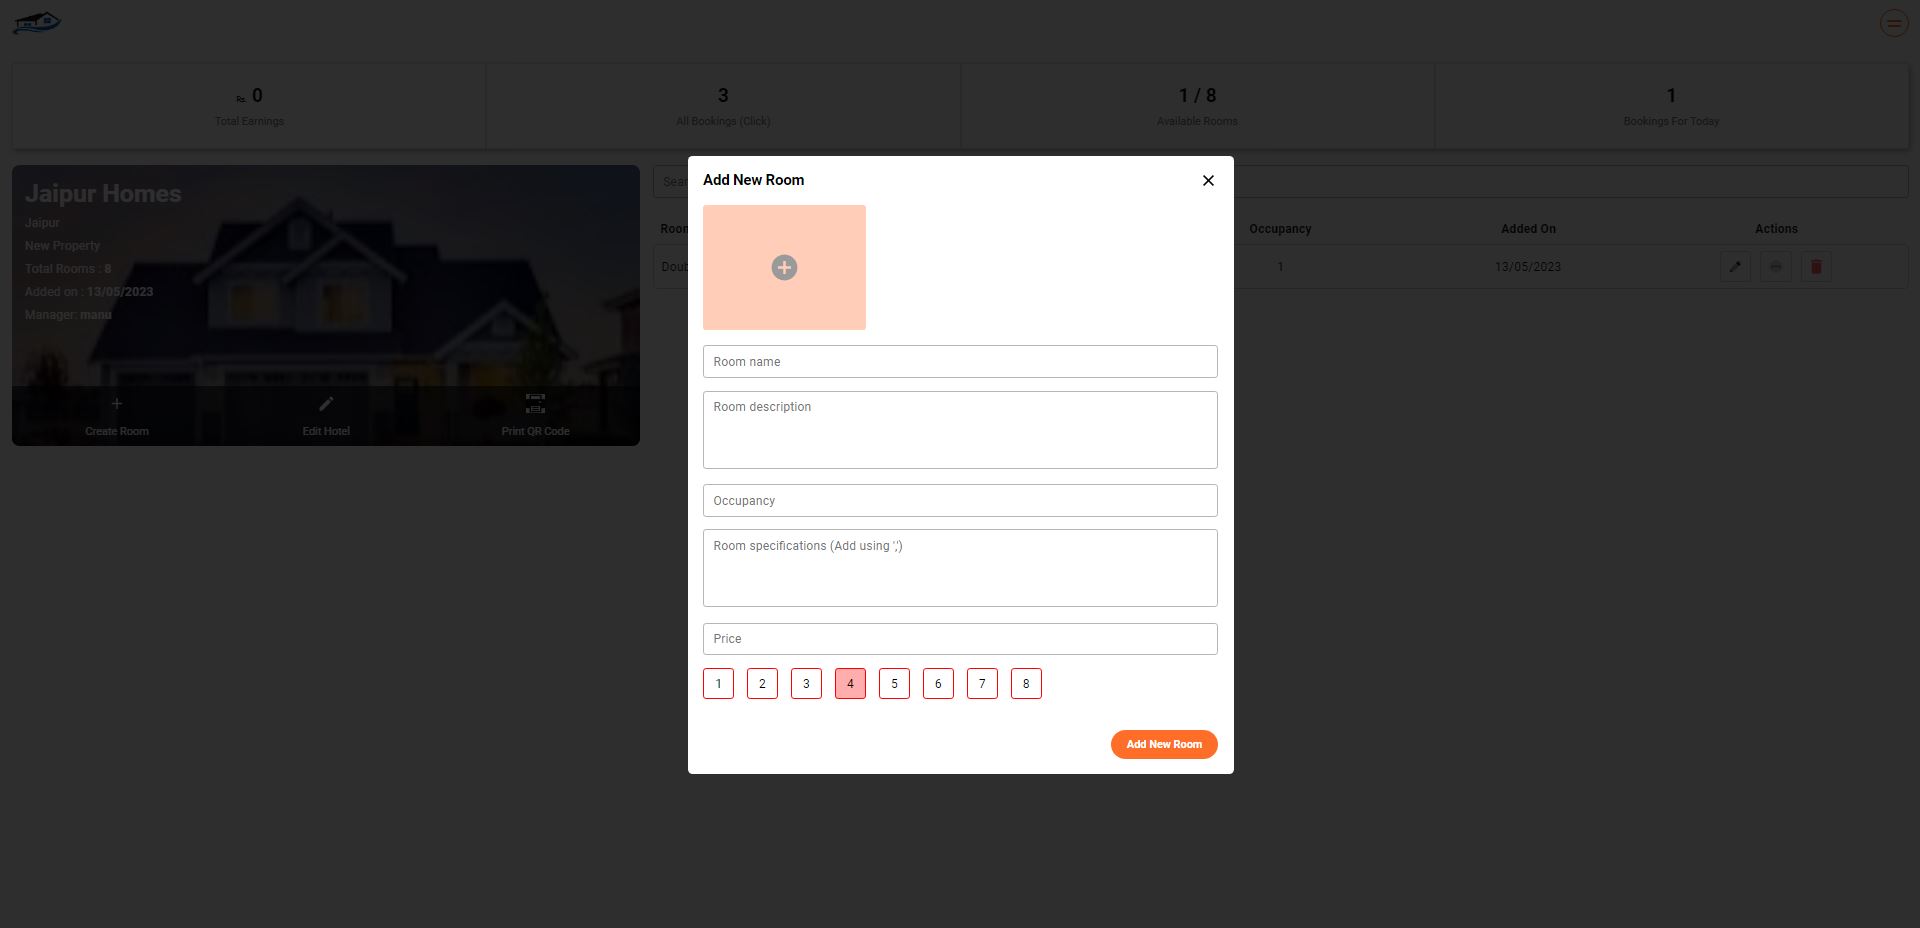 Rs. 0
Total Earnings
3
All Bookings (Click)
1 / 8
Available Rooms
1
Bookings For Today
Jaipur Homes
Jaipur
New Property
Total Rooms : 8
Added on : 13/05/2023
Manager: manu
Create Room
Edit Hotel
Print QR Code
Sear
Room
Occupancy
Added On
Actions
Doub
1
13/05/2023
Add New Room
Room name
Room description
Occupancy
Room specifications (Add using ',')
Price
1 2 3 4 5 6 7 8
Add New Room